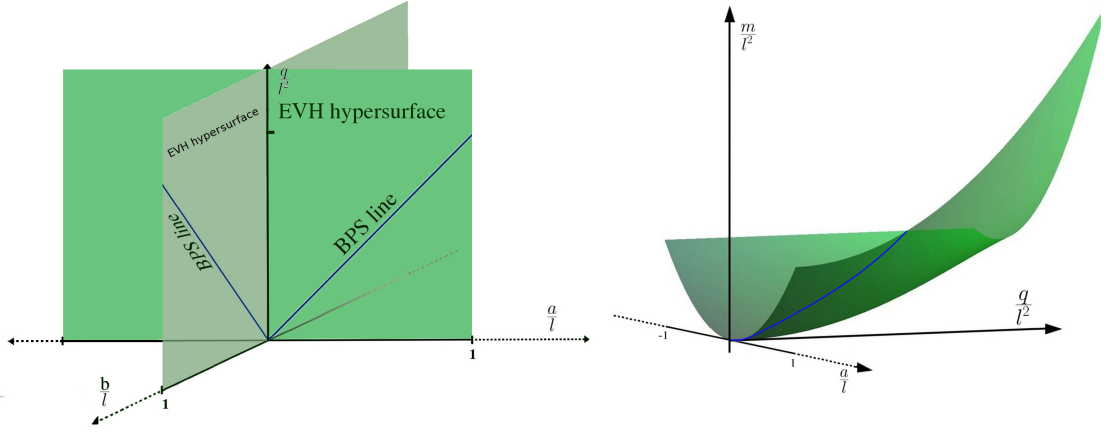 q
l²
EVH hypersurface
EVH hypersurface
BPS line
BPS line
a
l
1
b
l
1
m
l²
q
l²
-1
1
a
l